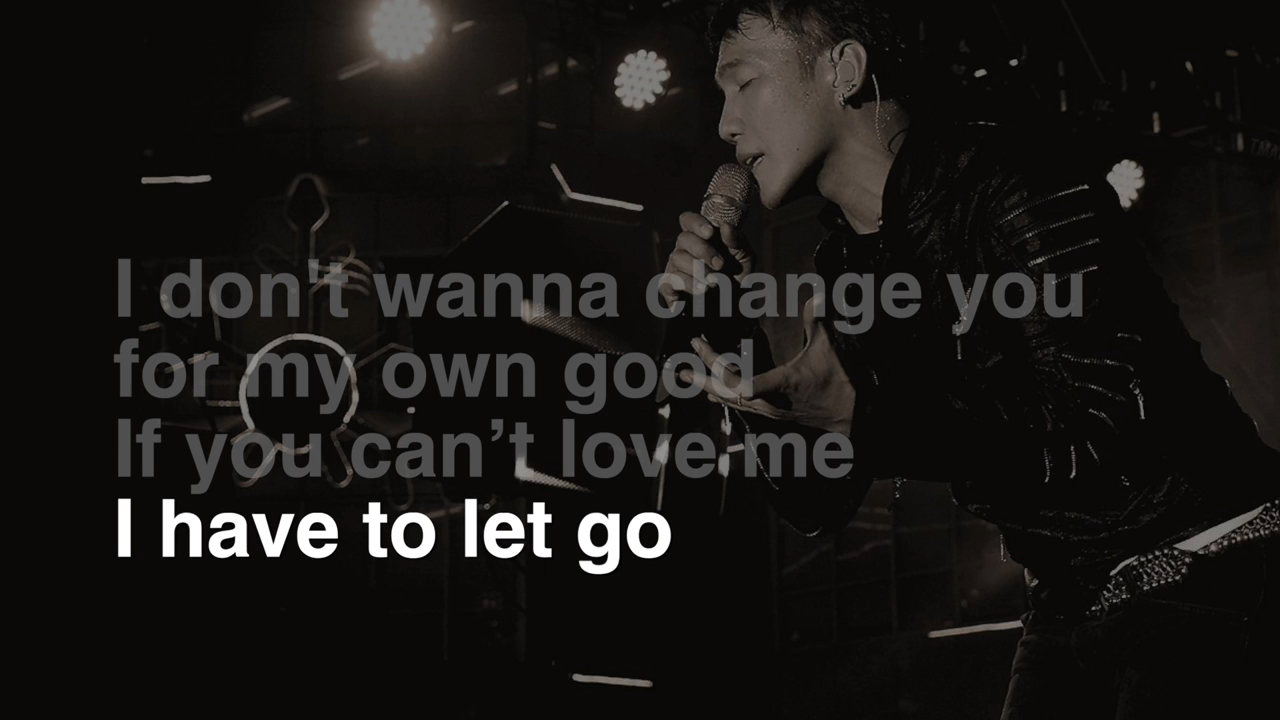 I don't wanna change you
for my own good
If you can’t love me
I have to let go